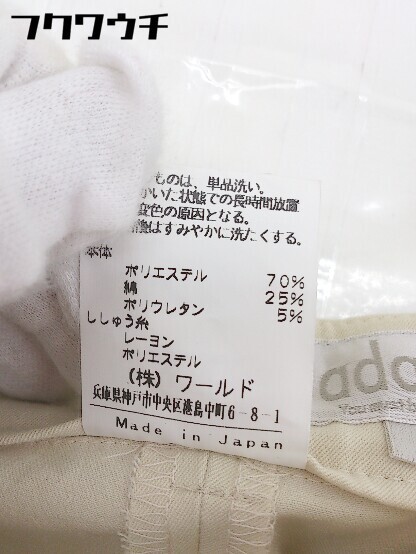 フクワウチ
ものは、単品洗い。
いた状態での長時間放置
変色の原因となる。
はすみやかに洗たくする。
本体
ポリエステル 70%
綿 25%
ポリウレタン 5%
ししゅう糸
レーヨン
ポリエステル
(株) ワールド
兵庫県神戸市中央区港島中町6-8-1
Made in Japan
ado